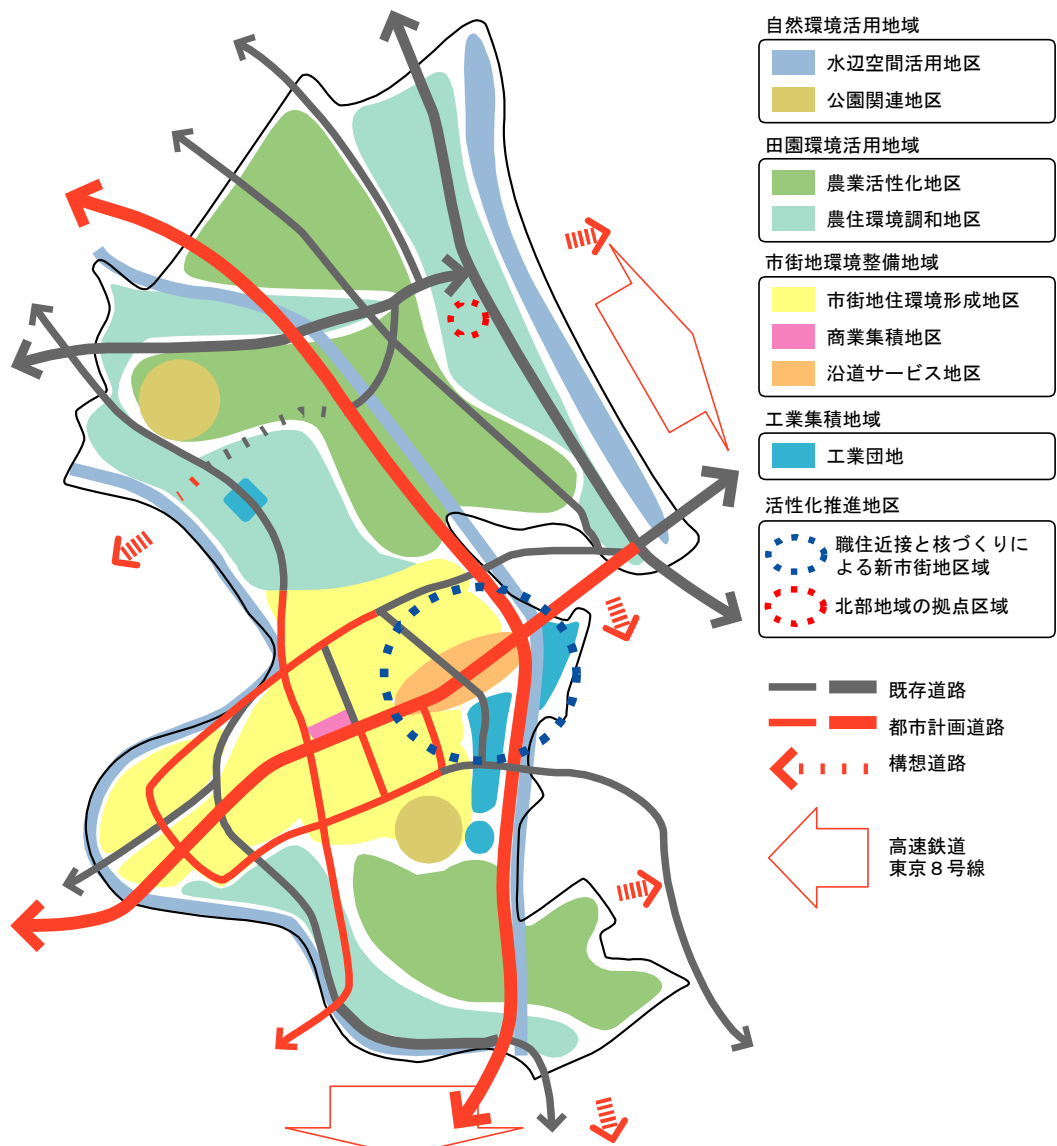 自然環境活用地域
水辺空間活用地区
公園関連地区
田園環境活用地域
農業活性化地区
農住環境調和地区
市街地環境整備地域
市街地住環境形成地区
商業集積地区
沿道サービス地区
工業集積地域
工業団地
活性化推進地区
職住近接と核づくりに
よる新市街地区域
北部地域の拠点区域
既存道路
都市計画道路
構想道路
高速鉄道
東京８号線